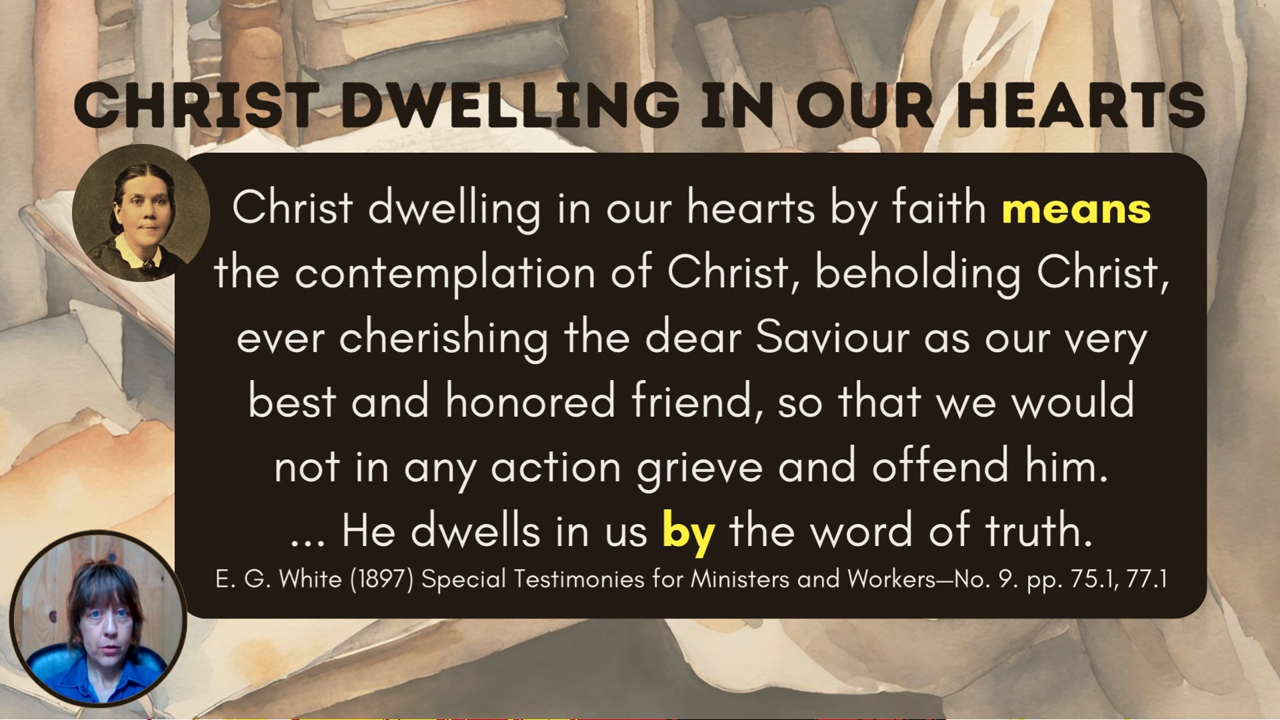 CHRIST DWELLING IN OUR HEARTS
Christ dwelling in our hearts by faith means
the contemplation of Christ, beholding Christ,
ever cherishing the dear Saviour as our very
best and honored friend, so that we would
not in any action grieve and offend him.
... He dwells in us by the word of truth.
E. G. White (1897) Special Testimonies for Ministers and Workers—No. 9. pp. 75.1, 77.1